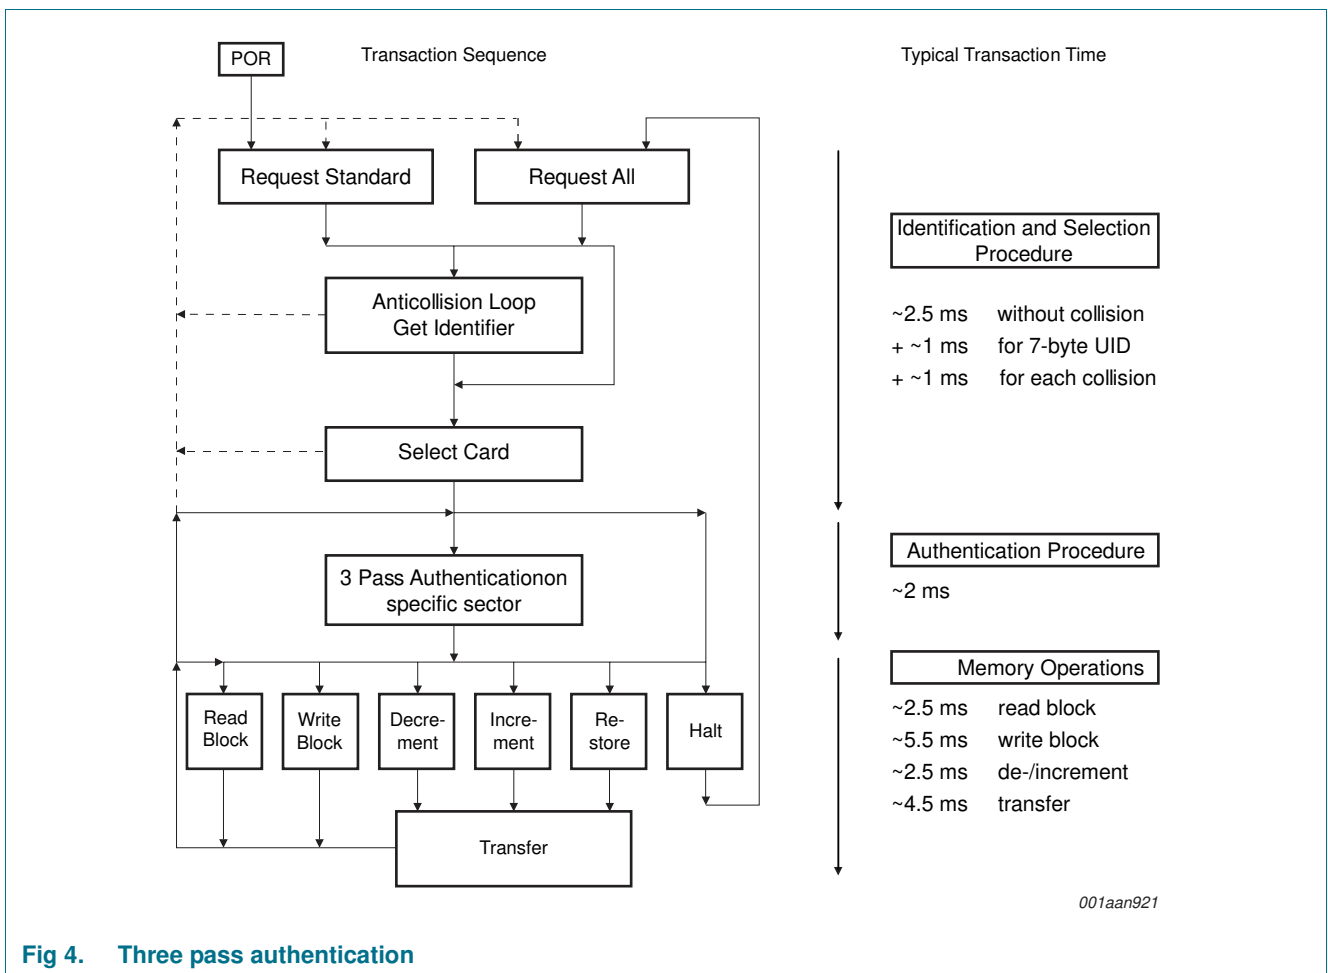 POR
Transaction Sequence
Typical Transaction Time
Request Standard
Request All
Identification and Selection
Procedure
Anticollision Loop
Get Identifier
~2.5 ms without collision
+ ~1 ms for 7-byte UID
+ ~1 ms for each collision
Select Card
Authentication Procedure
3 Pass Authenticationon
specific sector
~2 ms
Memory Operations
Read
Block
Write
Block
Decre-
ment
Incre-
ment
Re-
store
Halt
~2.5 ms read block
~5.5 ms write block
~2.5 ms de-/increment
~4.5 ms transfer
Transfer
001aan921
Fig 4. Three pass authentication